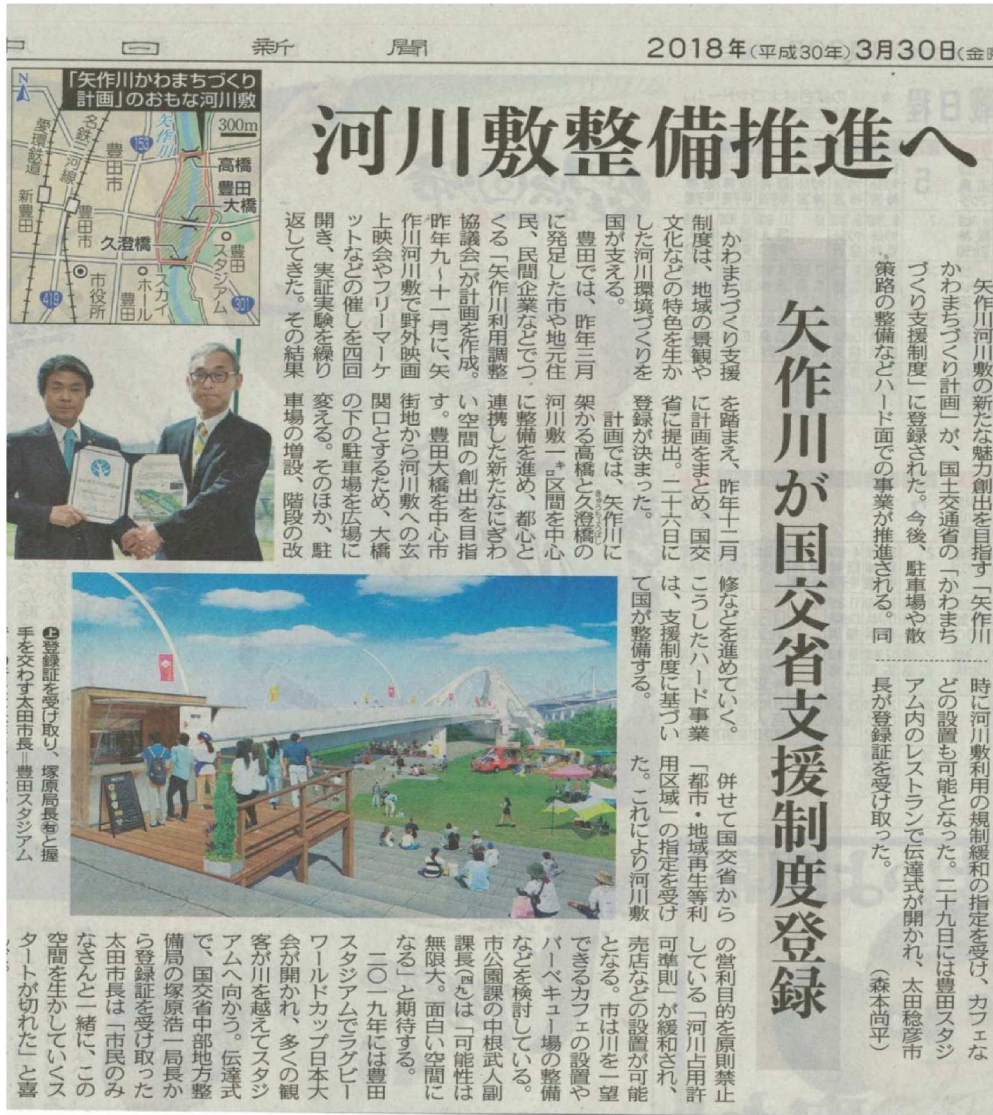 中日新聞
2018年(平成30年)3月30日(金
河川敷整備推進へ
矢作川が国交省支援制度登録
矢作川河川敷の新たな魅力創出を目指す「矢作川
かわまちづくり計画」が、国土交通省の「かわまち
づくり支援制度」に登録された。今後、駐車場や散
策路の整備などハード面での事業が推進される。同
時に河川敷利用の規制緩和の指定を受け、カフェな
どの設置も可能となった。二十九日には豊田スタジ
アム内のレストランで伝達式が開かれ、太田稔彦市
長が登録証を受け取った。
(森本尚平)
かわまちづくり支援
制度は、地域の景観や
文化などの特色を生か
した河川環境づくりを
国が支える。
豊田では、昨年三月
に発足した市や地元住
民、民間企業などでつ
くる「矢作川利用調整
協議会」が計画を作成。
昨年九〜十一月に、矢
作川河川敷で野外映画
上映会やフリーマーケ
ットなどの催しを四回
開き、実証実験を繰り
返してきた。その結果
を踏まえ、昨年十二月
に計画をまとめ、国交
省に提出。二十六日に
登録が決まった。
計画では、矢作川に
架かる高橋と久澄橋の
河川敷一㌔区間を中心
に整備を進め、都心と
連携した新たなにぎわ
い空間の創出を目指
す。豊田大橋を中心市
街地から河川敷への玄
関口とするため、大橋
の下の駐車場を広場に
変える。そのほか、駐
車場の増設、階段の改
修などを進めていく。
こうしたハード事業
は、支援制度に基づい
て国が整備する。
併せて国交省から
「都市・地域再生等利
用区域」の指定を受け
た。これにより河川敷
の営利目的を原則禁止
している「河川占用許
可準則」が緩和され、
売店などの設置が可能
となる。市は川を一望
できるカフェの設置や
バーベキュー場の整備
などを検討している。
市公園課の中根武人副
課長(四九)は「可能性は
無限大。面白い空間に
なる」と期待する。
二〇一九年には豊田
スタジアムでラグビー
ワールドカップ日本大
会が開かれ、多くの観
客が川を越えてスタジ
アムへ向かう。伝達式
で、国交省中部地方整
備局の塚原浩一局長か
ら登録証を受け取った
太田市長は「市民のみ
なさんと一緒に、この
空間を生かしていくス
タートが切れた」と喜
「矢作川かわまちづくり
計画」のおもな河川敷
N
300m
矢作川
153
高橋
豊田
大橋
久澄橋
豊田
スタジアム
301
スカイ
ホール
豊田
市役所
419
豊田市
名鉄三河線
豊田市
愛環鉄道
新豊田
㊤登録証を受け取り、塚原局長㊨と握
手を交わす太田市長＝豊田スタジアム